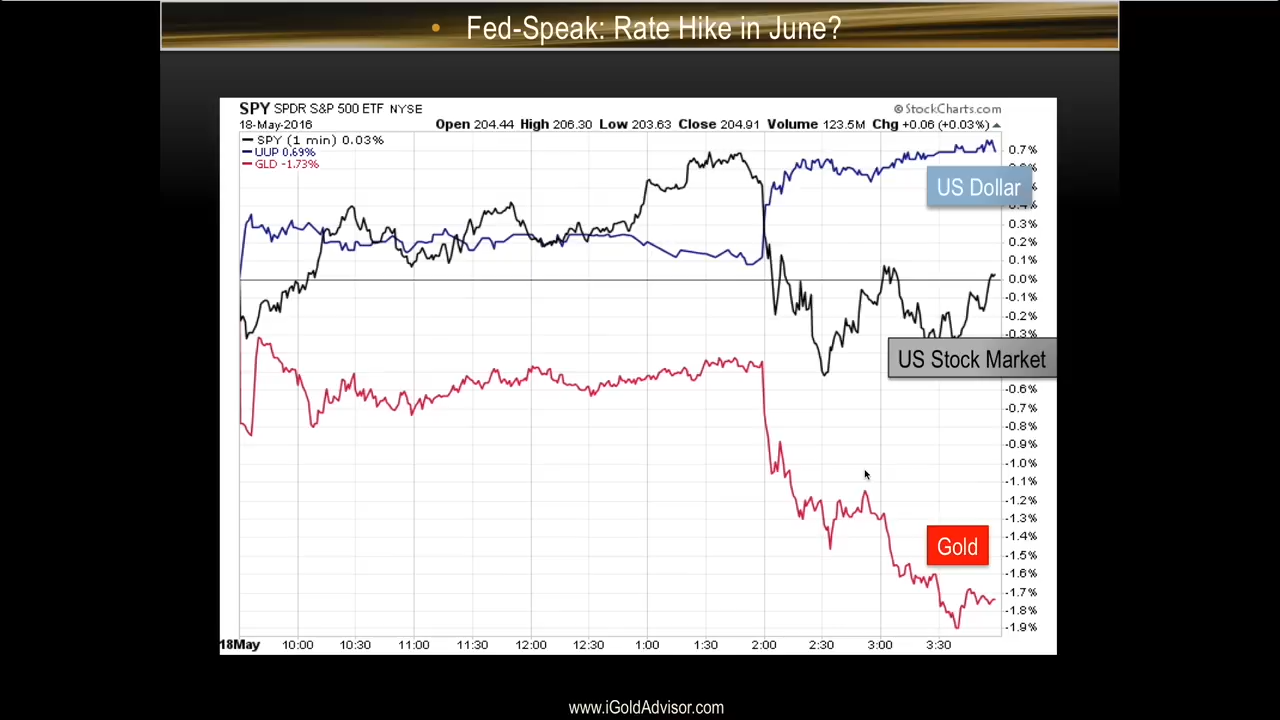 • Fed-Speak: Rate Hike in June?
SPY SPDR S&P 500 ETF NYSE
© StockCharts.com
18-May-2016
Open 204.44 High 206.30 Low 203.63 Close 204.91 Volume 123.5M Chg +0.06 (+0.03%)
SPY (1 min) 0.03%
UUP 0.69%
GLD -1.73%
0.7%
US Dollar
0.3%
0.2%
0.1%
0.0%
-0.1%
-0.2%
-0.3%
US Stock Market
-0.6%
-0.7%
-0.8%
-0.9%
-1.0%
-1.1%
-1.2%
-1.3%
-1.4%
Gold
-1.5%
-1.6%
-1.7%
-1.8%
-1.9%
18May 10:00 10:30 11:00 11:30 12:00 12:30 1:00 1:30 2:00 2:30 3:00 3:30
www.iGoldAdvisor.com